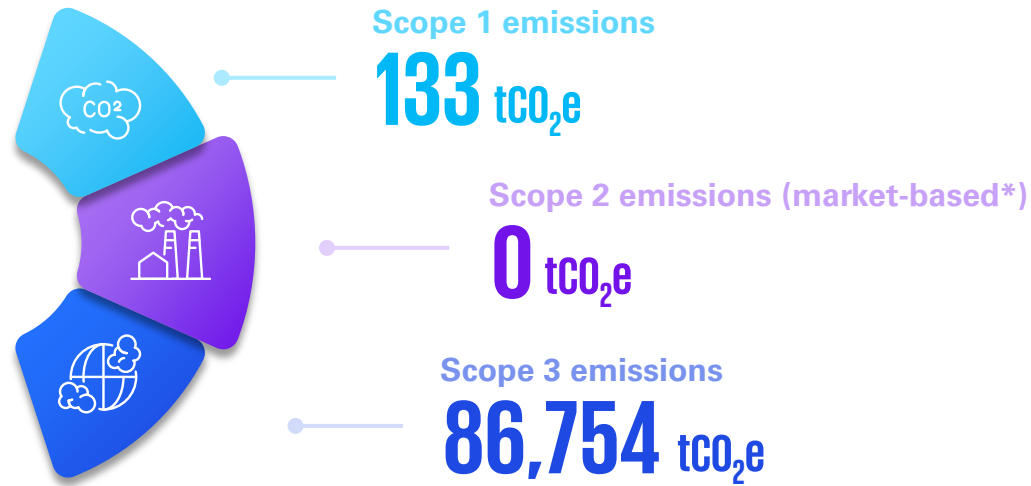 Scope 1 emissions
133 tCO₂e
CO²
Scope 2 emissions (market-based*)
0 tCO₂e
Scope 3 emissions
86,754 tCO₂e